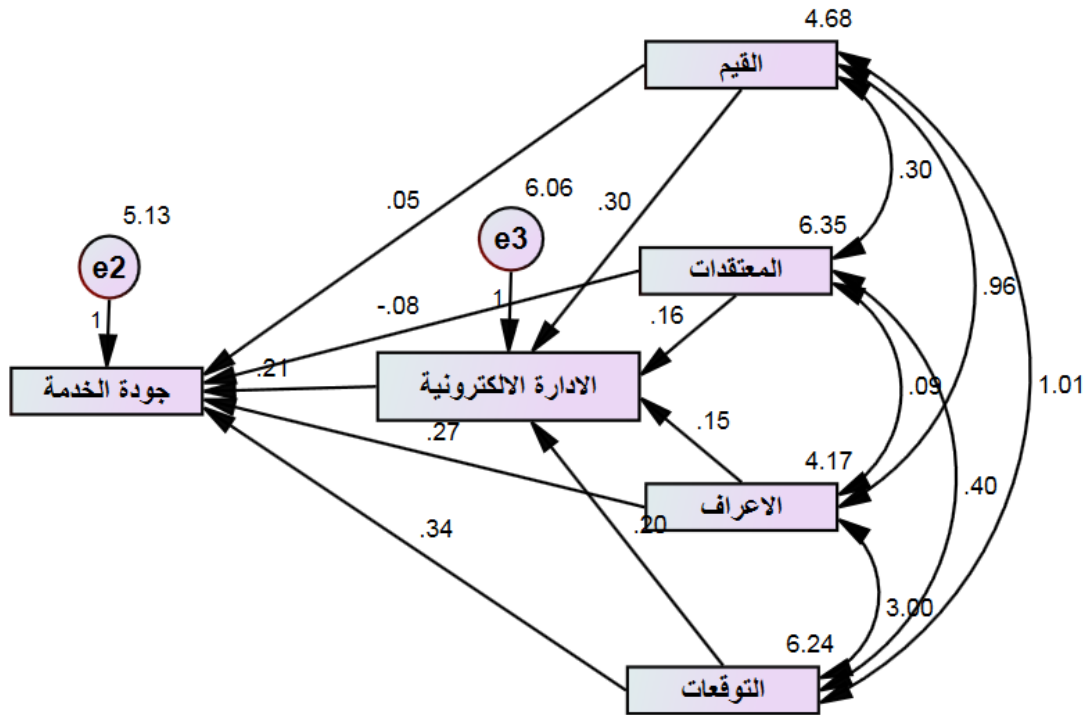 4.68
القيم
.30
6.06
5.13
.05
.30
e3
6.35
e2
المعتقدات
.96
-.08
1
1
.16
.21
الادارة الالكترونية
جودة الخدمة
.09
1.01
.15
.27
4.17
.40
الاعراف
.20
.34
3.00
6.24
التوقعات